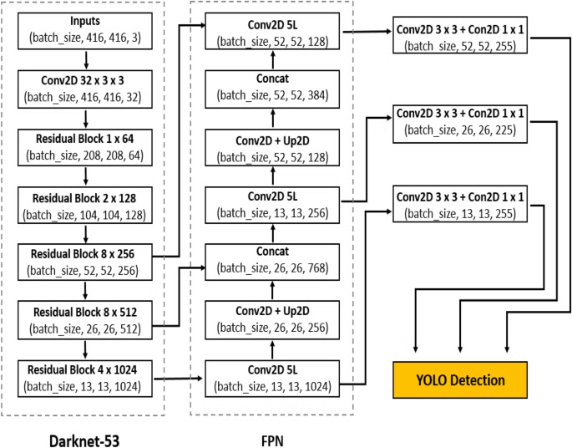 Inputs
(batch_size, 416, 416, 3)
Conv2D 32 x 3 x 3
(batch_size, 416, 416, 32)
Residual Block 1 x 64
(batch_size, 208, 208, 64)
Residual Block 2 x 128
(batch_size, 104, 104, 128)
Residual Block 8 x 256
(batch_size, 52, 52, 256)
Residual Block 8 x 512
(batch_size, 26, 26, 512)
Residual Block 4 x 1024
(batch_size, 13, 13, 1024)
Darknet-53
Conv2D 5L
(batch_size, 52, 52, 128)
Concat
(batch_size, 52, 52, 384)
Conv2D + Up2D
(batch_size, 52, 52, 128)
Conv2D 5L
(batch_size, 13, 13, 256)
Concat
(batch_size, 26, 26, 768)
Conv2D + Up2D
(batch_size, 26, 26, 256)
Conv2D 5L
(batch_size, 13, 13, 1024)
FPN
Conv2D 3 x 3 + Con2D 1 x 1
(batch_size, 52, 52, 255)
Conv2D 3 x 3 + Con2D 1 x 1
(batch_size, 26, 26, 225)
Conv2D 3 x 3 + Con2D 1 x 1
(batch_size, 13, 13, 255)
YOLO Detection